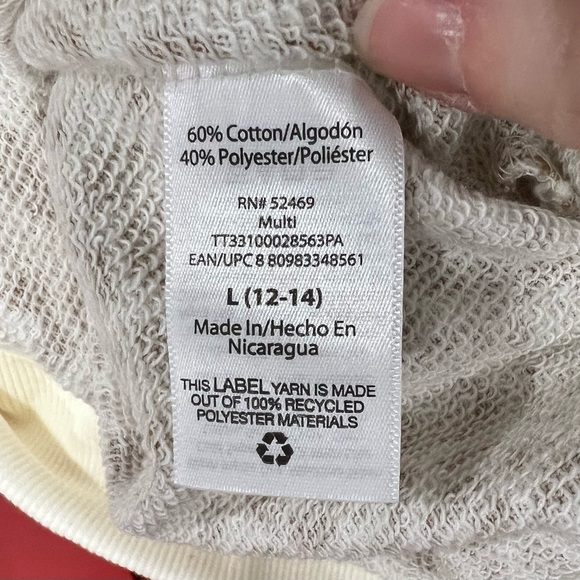 60% Cotton/Algodón
40% Polyester/Poliéster
RN# 52469
Multi
TT33100028563PA
EAN/UPC 8 80983348561
L (12-14)
Made In/Hecho En
Nicaragua
THIS LABEL YARN IS MADE
OUT OF 100% RECYCLED
POLYESTER MATERIALS